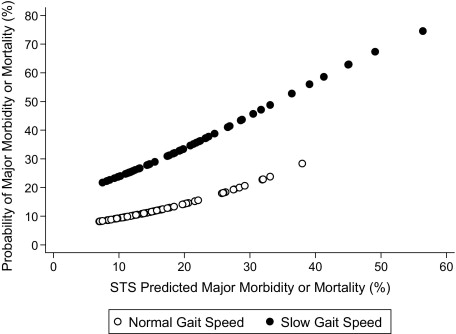 Probability of Major Morbidity or Mortality (%)
80
70
60
50
40
30
20
10
0
0 10 20 30 40 50 60
STS Predicted Major Morbidity or Mortality (%)
Normal Gait Speed Slow Gait Speed